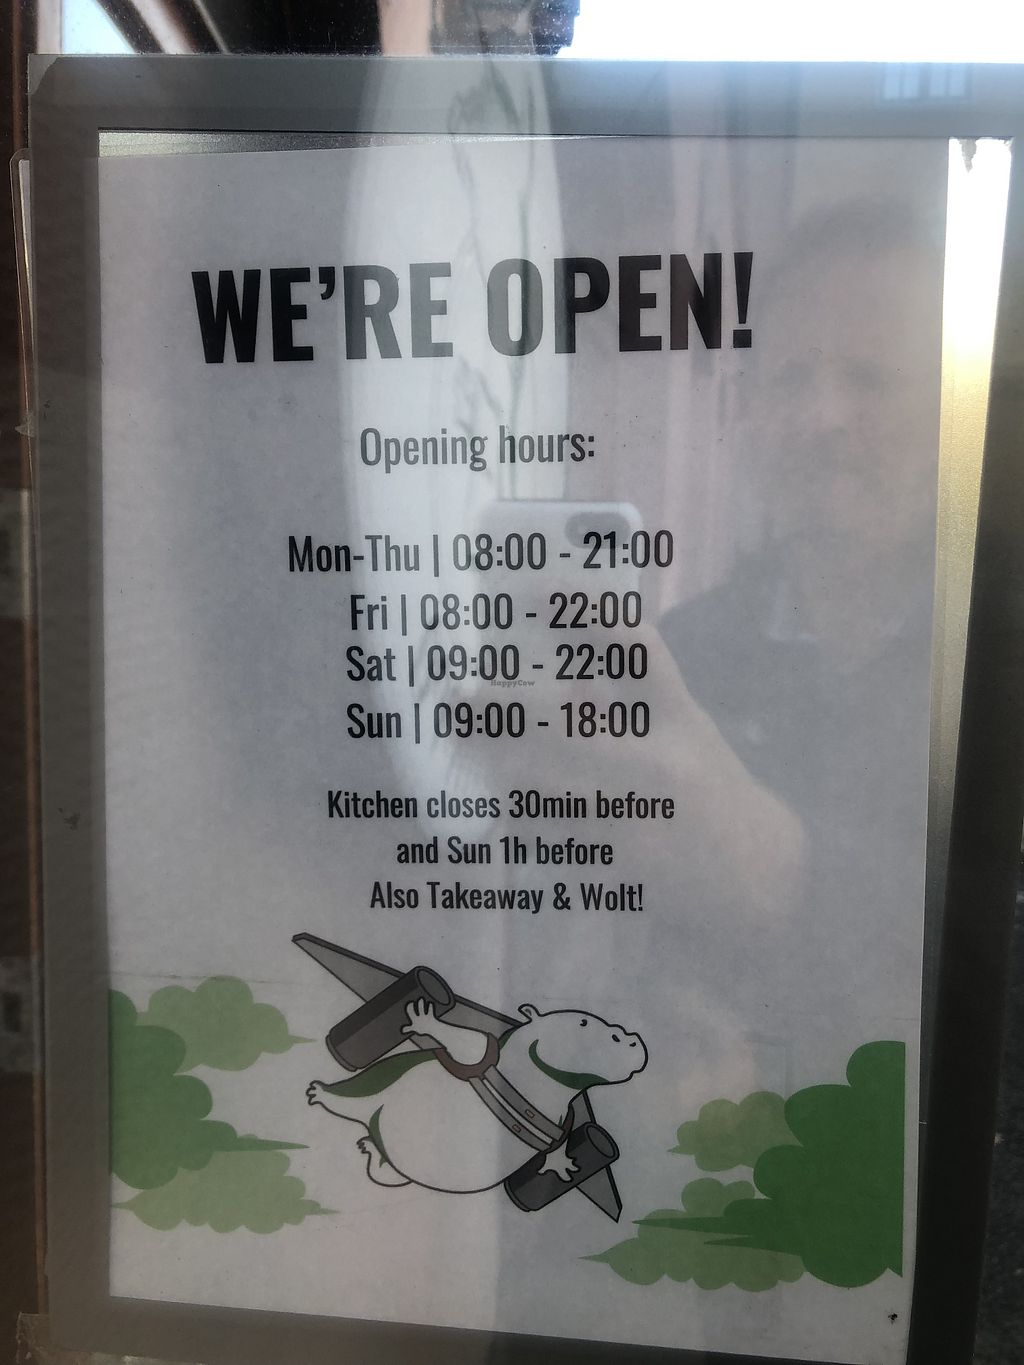 WE'RE OPEN!
Opening hours:
Mon-Thu | 08:00 - 21:00
Fri | 08:00 - 22:00
Sat | 09:00 - 22:00
HappyCow
Sun | 09:00 - 18:00
Kitchen closes 30min before
and Sun 1h before
Also Takeaway & Wolt!